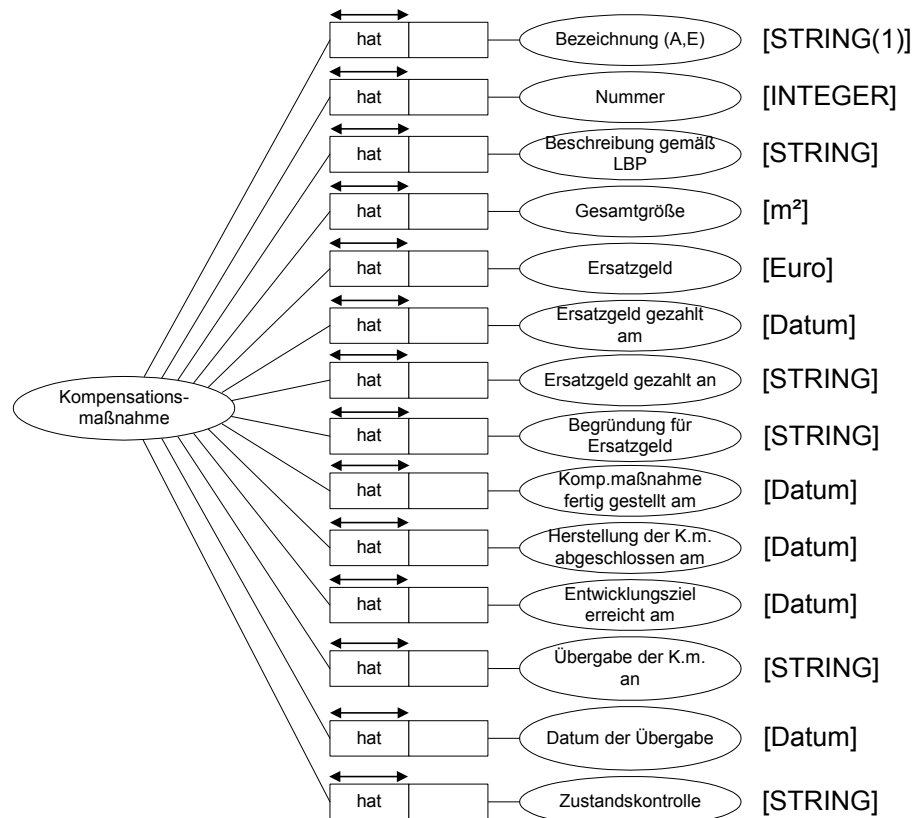 hat
Bezeichnung (A,E)
[STRING(1)]
hat
Nummer
[INTEGER]
hat
Beschreibung gemäß
LBP
[STRING]
hat
Gesamtgröße
[m²]
hat
Ersatzgeld
[Euro]
hat
Ersatzgeld gezahlt
am
[Datum]
Kompensations-
maßnahme
hat
Ersatzgeld gezahlt an
[STRING]
hat
Begründung für
Ersatzgeld
[STRING]
hat
Komp.maßnahme
fertig gestellt am
[Datum]
hat
Herstellung der K.m.
abgeschlossen am
[Datum]
hat
Entwicklungsziel
erreicht am
[Datum]
hat
Übergabe der K.m.
an
[STRING]
hat
Datum der Übergabe
[Datum]
hat
Zustandskontrolle
[STRING]